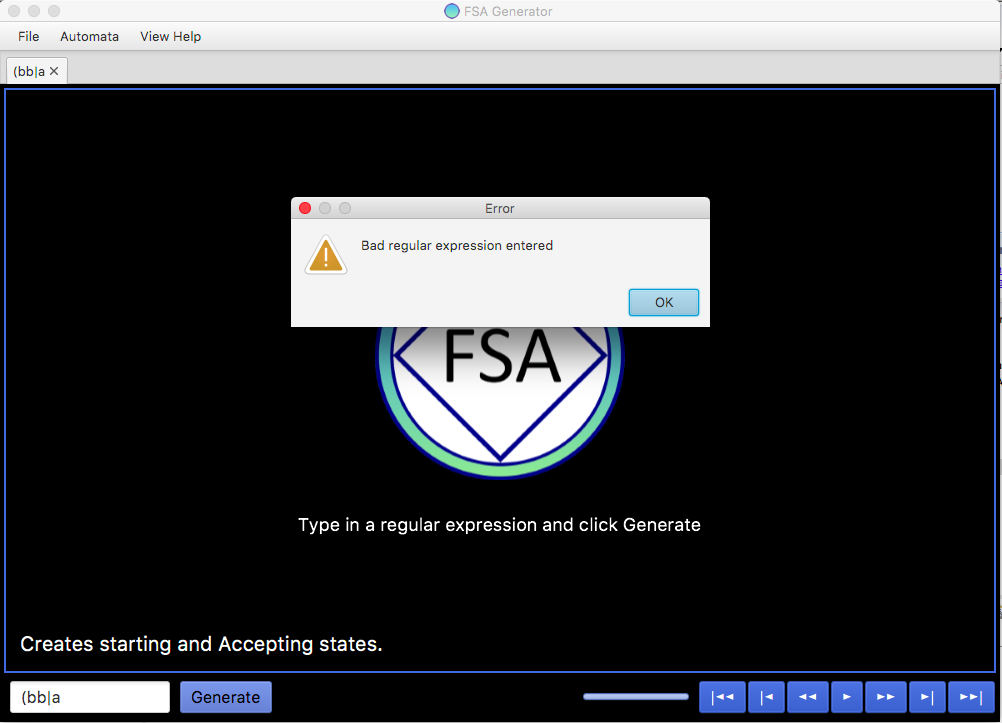 FSA Generator
File Automata View Help
(bb|a ✕
Error
Bad regular expression entered
OK
FSA
Type in a regular expression and click Generate
Creates starting and Accepting states.
(bb|a Generate |◄◄ |◄ ◄◄ ► ►► ►| ►►|